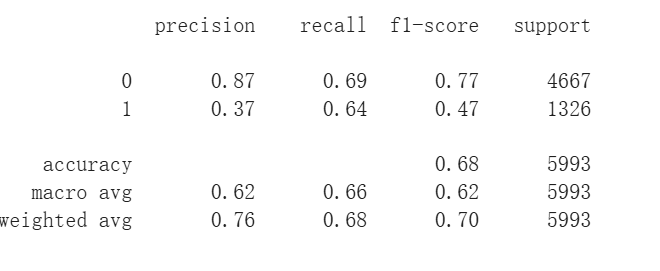 precision recall f1-score support
0 0.87 0.69 0.77 4667
1 0.37 0.64 0.47 1326
accuracy 0.68 5993
macro avg 0.62 0.66 0.62 5993
weighted avg 0.76 0.68 0.70 5993